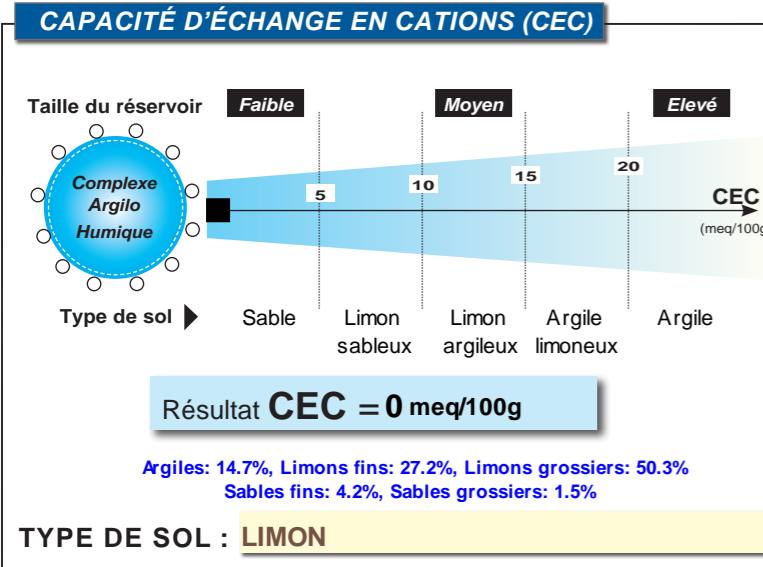 CAPACITÉ D'ÉCHANGE EN CATIONS (CEC)
Taille du réservoir
Faible
Moyen
Elevé
Complexe
Argilo
Humique
5
10
15
20
CEC
(meq/100g
Type de sol
Sable
Limon
sableux
Limon
argileux
Argile
limoneux
Argile
Résultat CEC = 0 meq/100g
Argiles: 14.7%, Limons fins: 27.2%, Limons grossiers: 50.3%
Sables fins: 4.2%, Sables grossiers: 1.5%
TYPE DE SOL : LIMON